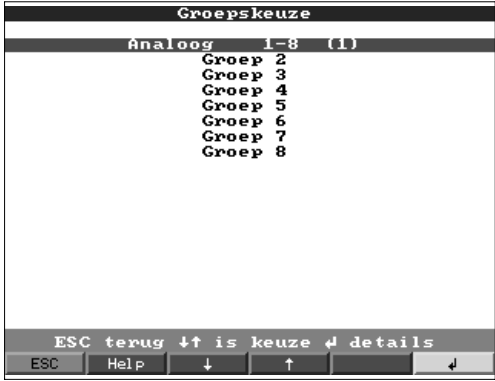 Groepskeuze
Analoog 1-8 (1)
Groep 2
Groep 3
Groep 4
Groep 5
Groep 6
Groep 7
Groep 8
ESC terug ↓↑ is keuze ↲ details
ESC Help ↓ ↑ ↲